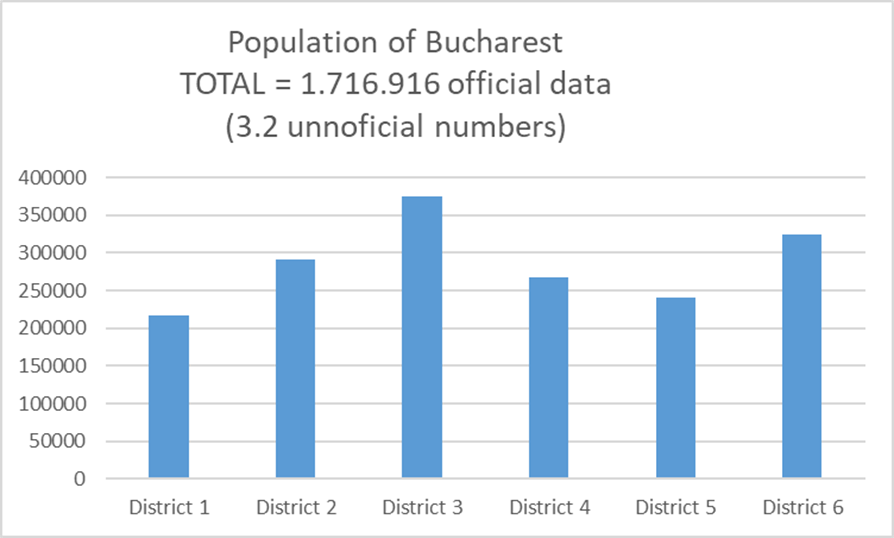 Population of Bucharest
TOTAL = 1.716.916 official data
(3.2 unnoficial numbers)
400000
350000
300000
250000
200000
150000
100000
50000
0
District 1 District 2 District 3 District 4 District 5 District 6